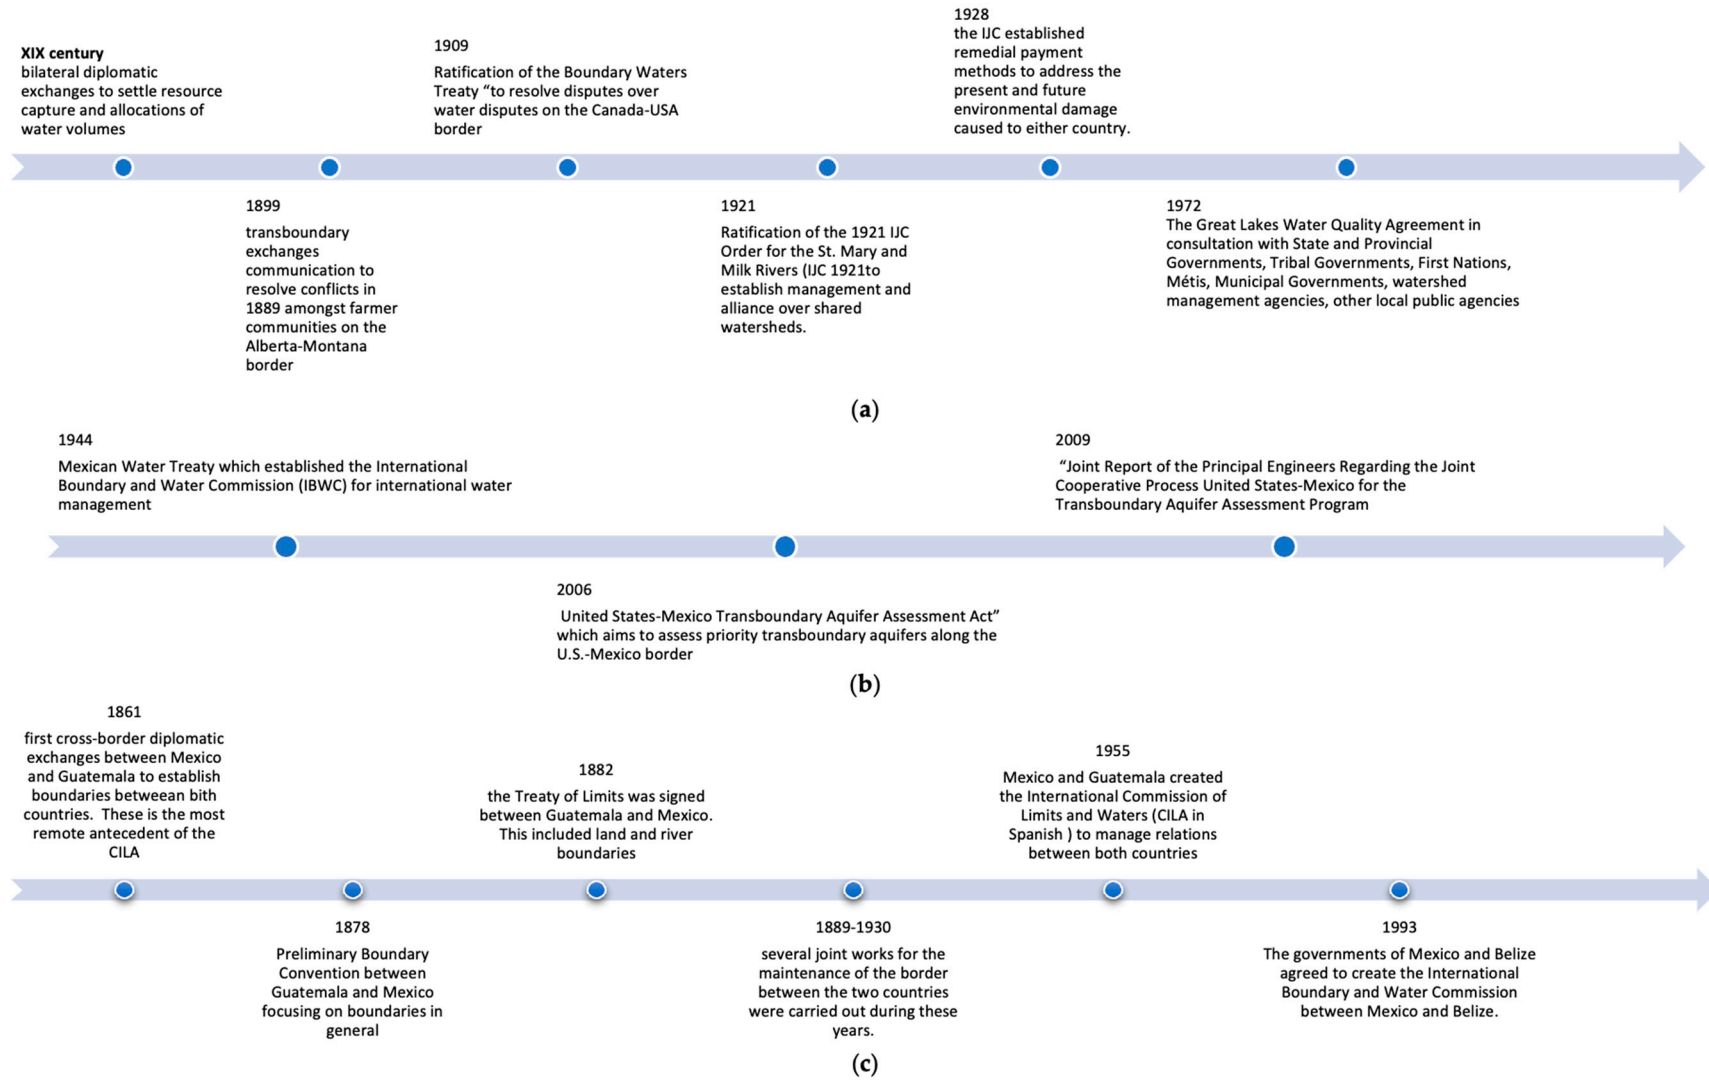 XIX century
bilateral diplomatic
exchanges to settle resource
capture and allocations of
water volumes
1899
transboundary
exchanges
communication to
resolve conflicts in
1889 amongst farmer
communities on the
Alberta-Montana
border
1909
Ratification of the Boundary Waters
Treaty “to resolve disputes over
water disputes on the Canada-USA
border
1921
Ratification of the 1921 IJC
Order for the St. Mary and
Milk Rivers (IJC 1921to
establish management and
alliance over shared
watersheds.
1928
the IJC established
remedial payment
methods to address the
present and future
environmental damage
caused to either country.
1972
The Great Lakes Water Quality Agreement in
consultation with State and Provincial
Governments, Tribal Governments, First Nations,
Métis, Municipal Governments, watershed
management agencies, other local public agencies
(a)
1944
Mexican Water Treaty which established the International
Boundary and Water Commission (IBWC) for international water
management
2006
United States-Mexico Transboundary Aquifer Assessment Act”
which aims to assess priority transboundary aquifers along the
U.S.-Mexico border
2009
“Joint Report of the Principal Engineers Regarding the Joint
Cooperative Process United States-Mexico for the
Transboundary Aquifer Assessment Program
(b)
1861
first cross-border diplomatic
exchanges between Mexico
and Guatemala to establish
boundaries betweean bith
countries.  These is the most
remote antecedent of the
CILA
1878
Preliminary Boundary
Convention between
Guatemala and Mexico
focusing on boundaries in
general
1882
the Treaty of Limits was signed
between Guatemala and Mexico.
This included land and river
boundaries
1889-1930
several joint works for the
maintenance of the border
between the two countries
were carried out during these
years.
1955
Mexico and Guatemala created
the International Commission of
Limits and Waters (CILA in
Spanish ) to manage relations
between both countries
1993
The governments of Mexico and Belize
agreed to create the International
Boundary and Water Commission
between Mexico and Belize.
(c)